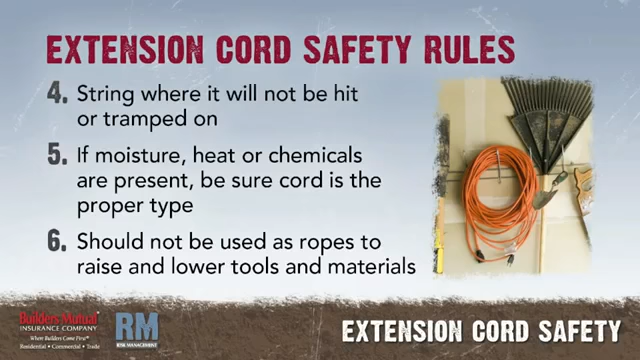 EXTENSION CORD SAFETY RULES
4. String where it will not be hit
or tramped on
5. If moisture, heat or chemicals
are present, be sure cord is the
proper type
6. Should not be used as ropes to
raise and lower tools and materials
Builders Mutual
INSURANCE COMPANY
Where Builders Come First
Residential • Commercial • Trade
RM
RISK MANAGEMENT
EXTENSION CORD SAFETY